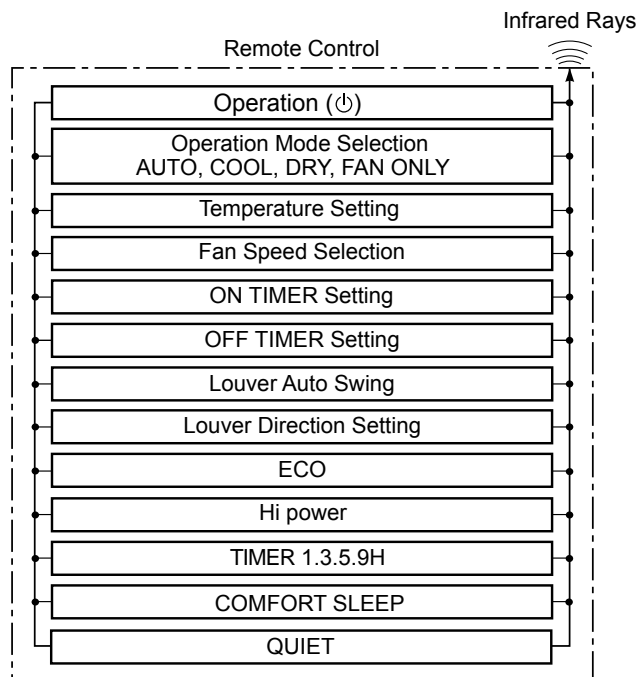 Infrared Rays
Remote Control
Operation (⏻)
Operation Mode Selection
AUTO, COOL, DRY, FAN ONLY
Temperature Setting
Fan Speed Selection
ON TIMER Setting
OFF TIMER Setting
Louver Auto Swing
Louver Direction Setting
ECO
Hi power
TIMER 1.3.5.9H
COMFORT SLEEP
QUIET